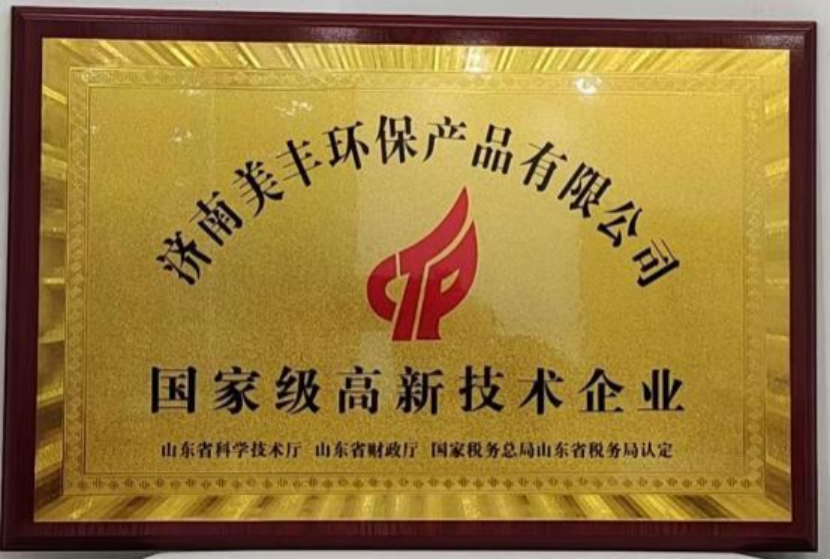 济南美丰环保产品有限公司
CTP
国家级高新技术企业
山东省科学技术厅 山东省财政厅 国家税务总局山东省税务局认定